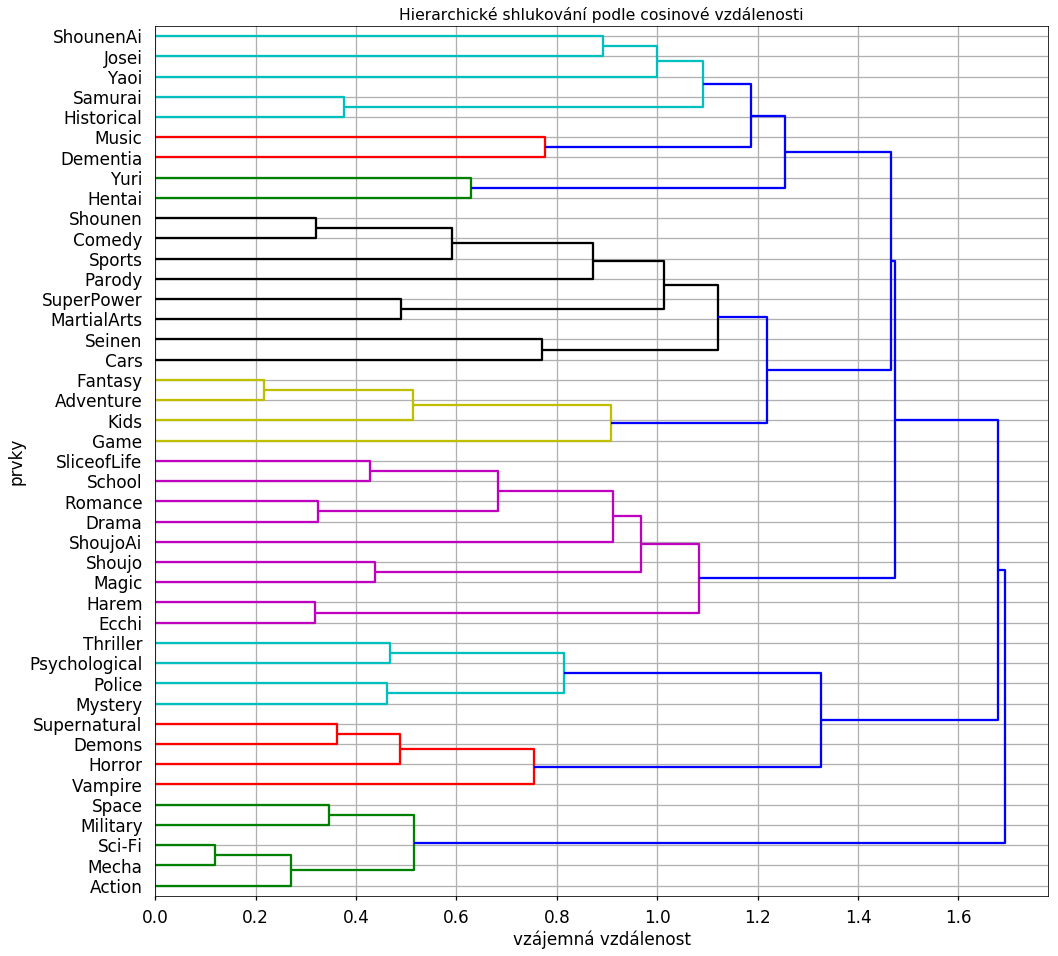 Hierarchické shlukování podle cosinové vzdálenosti
ShounenAi
Josei
Yaoi
Samurai
Historical
Music
Dementia
Yuri
Hentai
Shounen
Comedy
Sports
Parody
SuperPower
MartialArts
Seinen
Cars
Fantasy
Adventure
Kids
Game
SliceofLife
School
Romance
Drama
ShoujoAi
Shoujo
Magic
Harem
Ecchi
Thriller
Psychological
Police
Mystery
Supernatural
Demons
Horror
Vampire
Space
Military
Sci-Fi
Mecha
Action
prvky
0.0 0.2 0.4 0.6 0.8 1.0 1.2 1.4 1.6
vzájemná vzdálenost